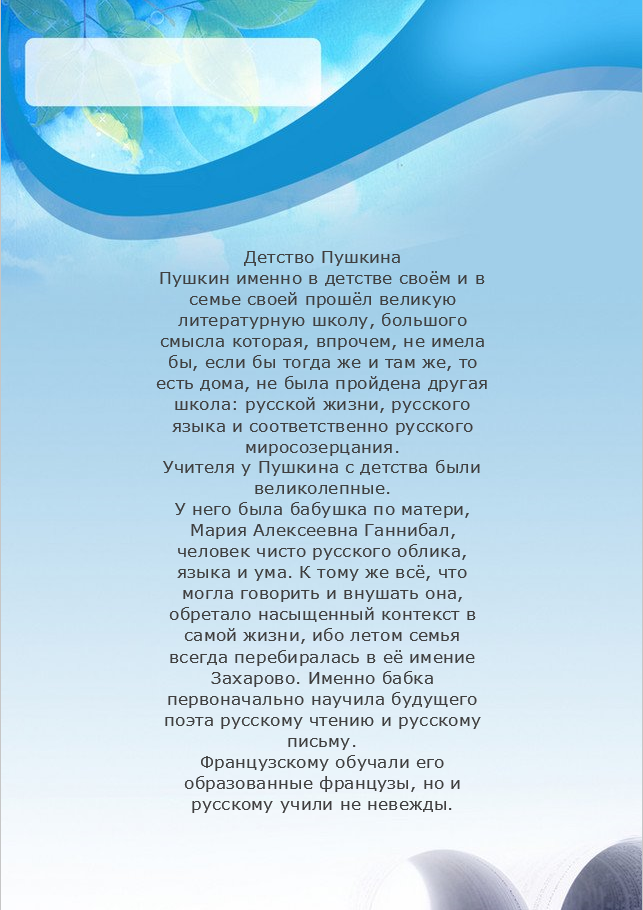 Детство Пушкина
Пушкин именно в детстве своём и в
семье своей прошёл великую
литературную школу, большого
смысла которая, впрочем, не имела
бы, если бы тогда же и там же, то
есть дома, не была пройдена другая
школа: русской жизни, русского
языка и соответственно русского
миросозерцания.
Учителя у Пушкина с детства были
великолепные.
У него была бабушка по матери,
Мария Алексеевна Ганнибал,
человек чисто русского облика,
языка и ума. К тому же всё, что
могла говорить и внушать она,
обретало насыщенный контекст в
самой жизни, ибо летом семья
всегда перебиралась в её имение
Захарово. Именно бабка
первоначально научила будущего
поэта русскому чтению и русскому
письму.
Французскому обучали его
образованные французы, но и
русскому учили не невежды.